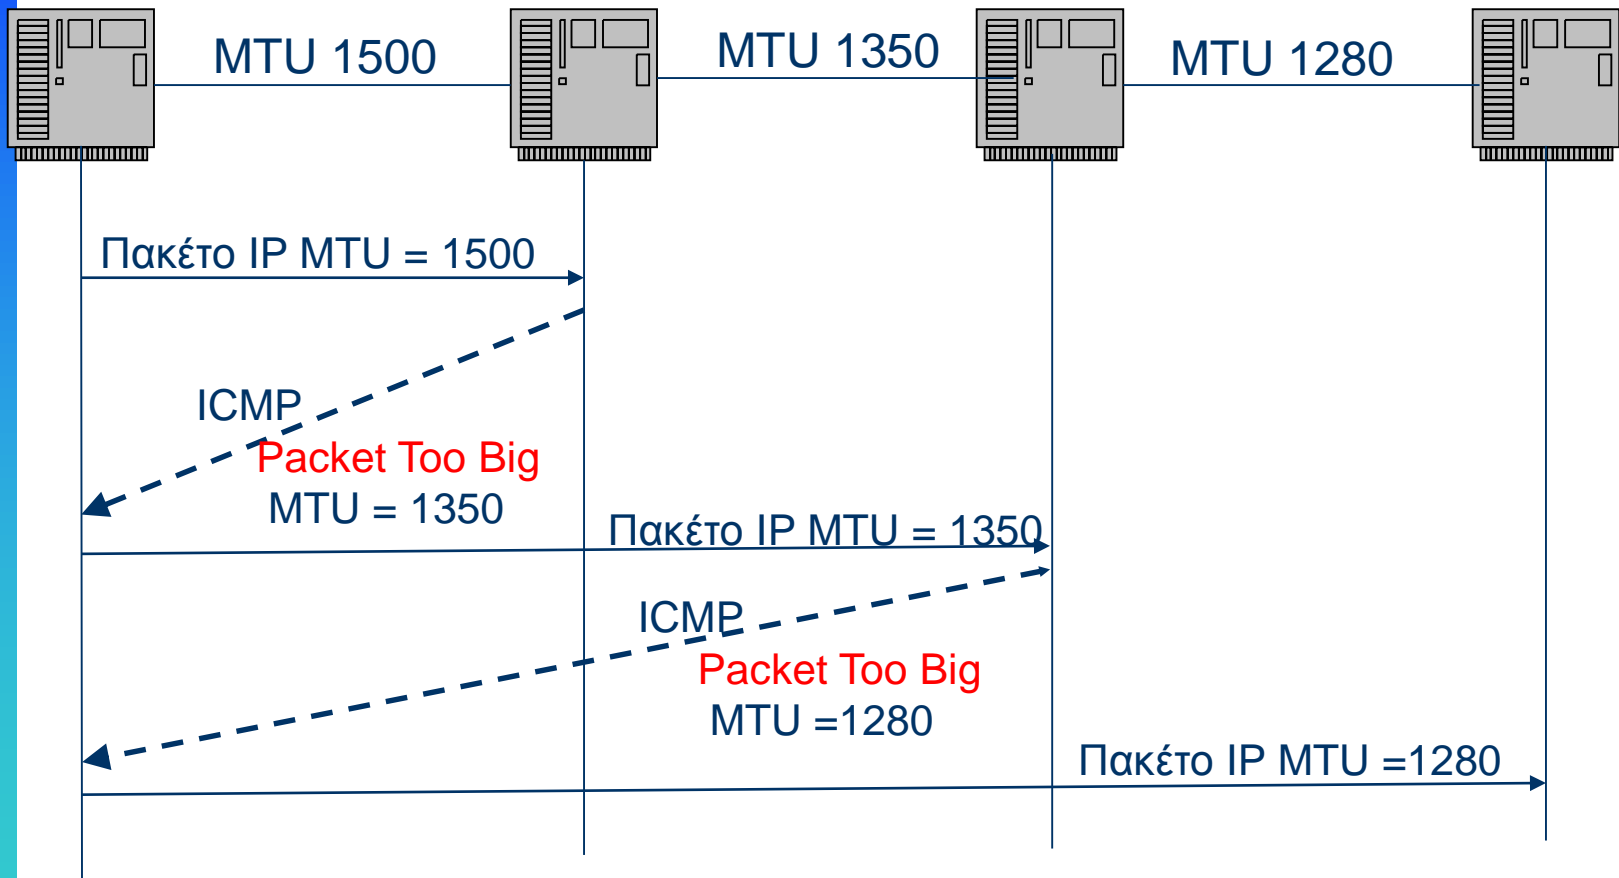 MTU 1500
MTU 1350
MTU 1280
Πακέτο IP MTU = 1500
ICMP
Packet Too Big
MTU = 1350
Πακέτο IP MTU = 1350
ICMP
Packet Too Big
MTU =1280
Πακέτο IP MTU =1280